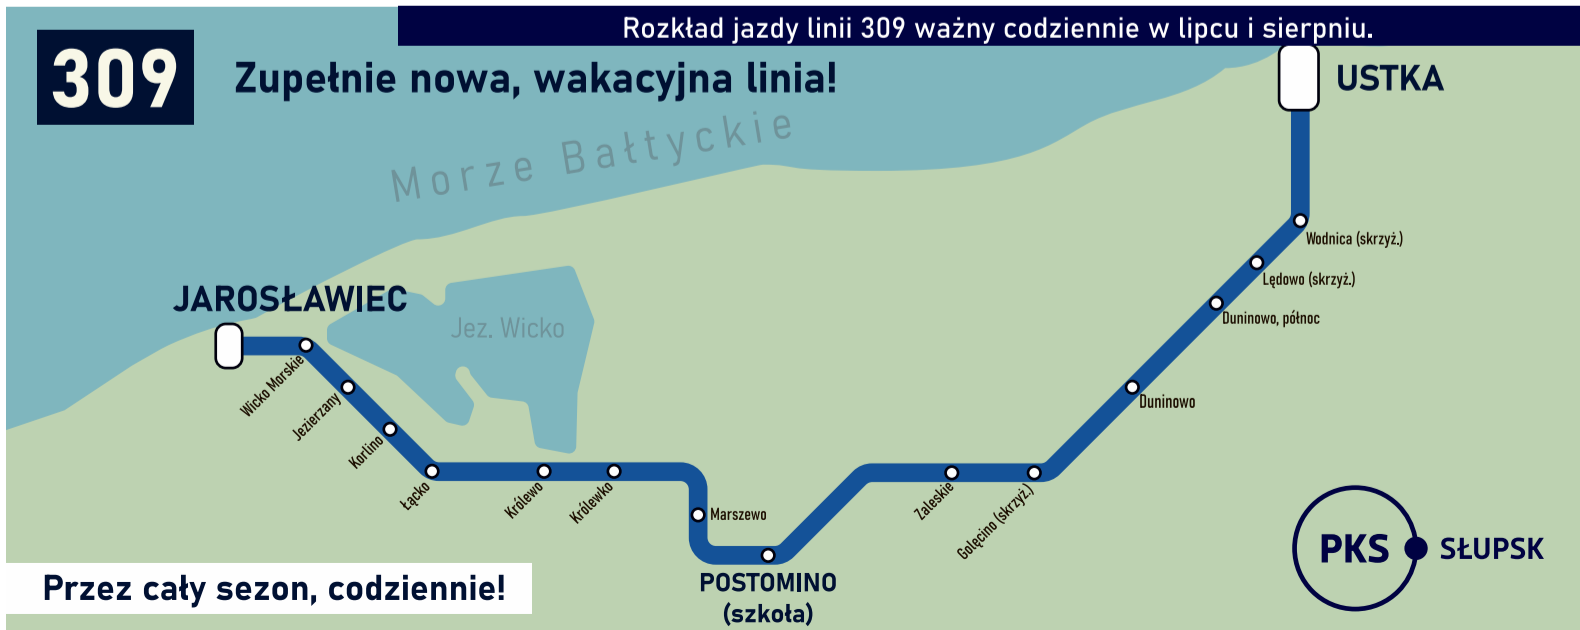 Rozkład jazdy linii 309 ważny codziennie w lipcu i sierpniu.
309
Zupełnie nowa, wakacyjna linia!
USTKA
Morze Bałtyckie
Wodnica (skrzyż.)
Lędowo (skrzyż.)
JAROSŁAWIEC
Duninowo, północ
Jez. Wicko
Wicko Morskie
Jezierzany
Duninowo
Korlino
Łącko
Królewo
Królewko
Marszewo
Zaleskie
Golęcino (skrzyż.)
PKS SŁUPSK
Przez cały sezon, codziennie!
POSTOMINO
(szkoła)